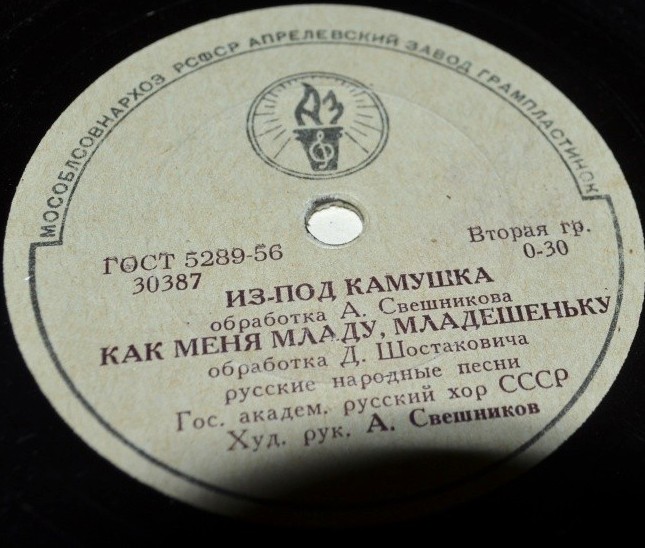 МОСОБЛСОВНАРХОЗ РСФСР АПРЕЛЕВСКИЙ ЗАВОД ГРАМПЛАСТИНОК
АЗ
ГОСТ 5289-56
30387
Вторая гр.
0-30
ИЗ-ПОД КАМУШКА
обработка А. Свешникова
КАК МЕНЯ МЛАДУ, МЛАДЕШЕНЬКУ
обработка Д. Шостаковича
русские народные песни
Гос. академ. русский хор СССР
Худ. рук. А. Свешников